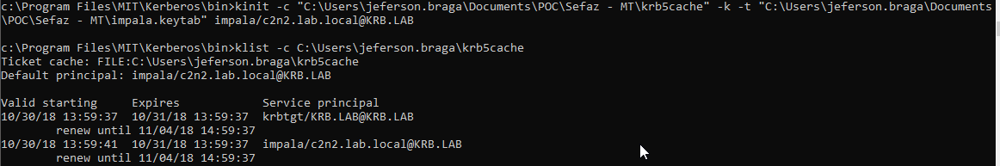 c:\Program Files\MIT\Kerberos\bin>kinit -c "C:\Users\jeferson.braga\Documents\POC\Sefaz - MT\krb5cache" -k -t "C:\Users\jeferson.braga\Documents
\POC\Sefaz - MT\impala.keytab" impala/c2n2.lab.local@KRB.LAB
c:\Program Files\MIT\Kerberos\bin>klist -c C:\Users\jeferson.braga\krb5cache
Ticket cache: FILE:C:\Users\jeferson.braga\krb5cache
Default principal: impala/c2n2.lab.local@KRB.LAB
Valid starting     Expires            Service principal
10/30/18 13:59:37  10/31/18 13:59:37  krbtgt/KRB.LAB@KRB.LAB
        renew until 11/04/18 14:59:37
10/30/18 13:59:41  10/31/18 13:59:37  impala/c2n2.lab.local@KRB.LAB
        renew until 11/04/18 14:59:37